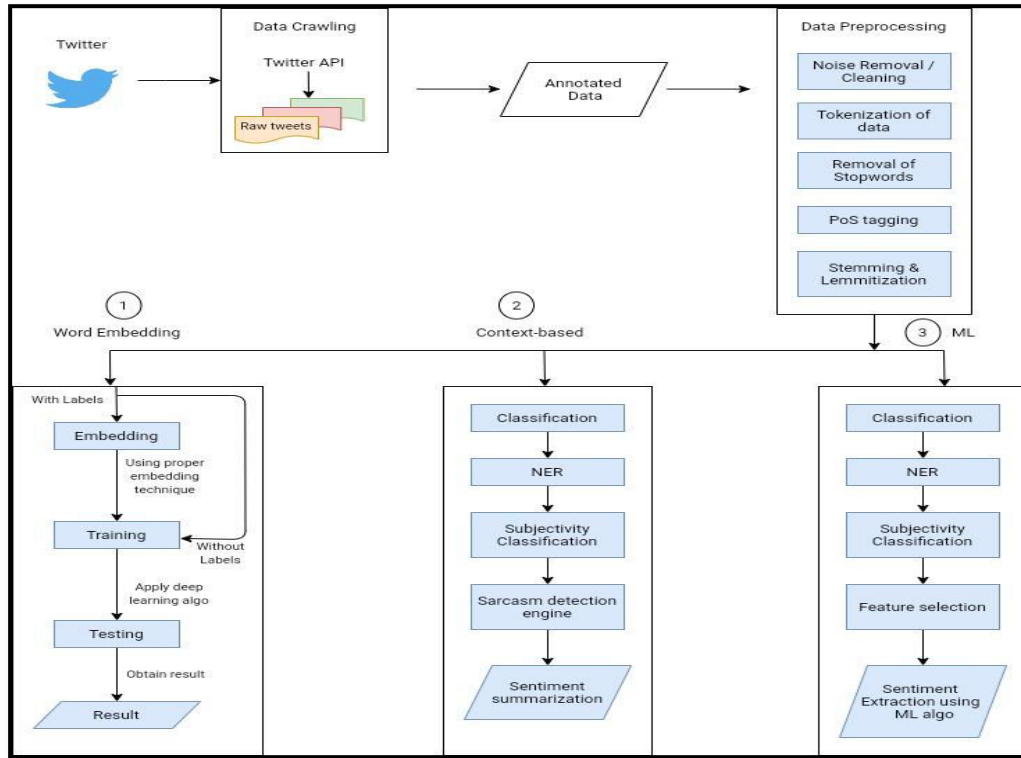 Twitter
Data Crawling
Twitter API
Raw tweets
Annotated
Data
Data Preprocessing
Noise Removal /
Cleaning
Tokenization of
data
Removal of
Stopwords
PoS tagging
Stemming &
Lemmitization
1
Word Embedding
2
Context-based
3 ML
With Labels
Embedding
Using proper
embedding
technique
Training
Without
Labels
Apply deep
learning algo
Testing
Obtain result
Result
Classification
NER
Subjectivity
Classification
Sarcasm detection
engine
Sentiment
summarization
Classification
NER
Subjectivity
Classification
Feature selection
Sentiment
Extraction using
ML algo